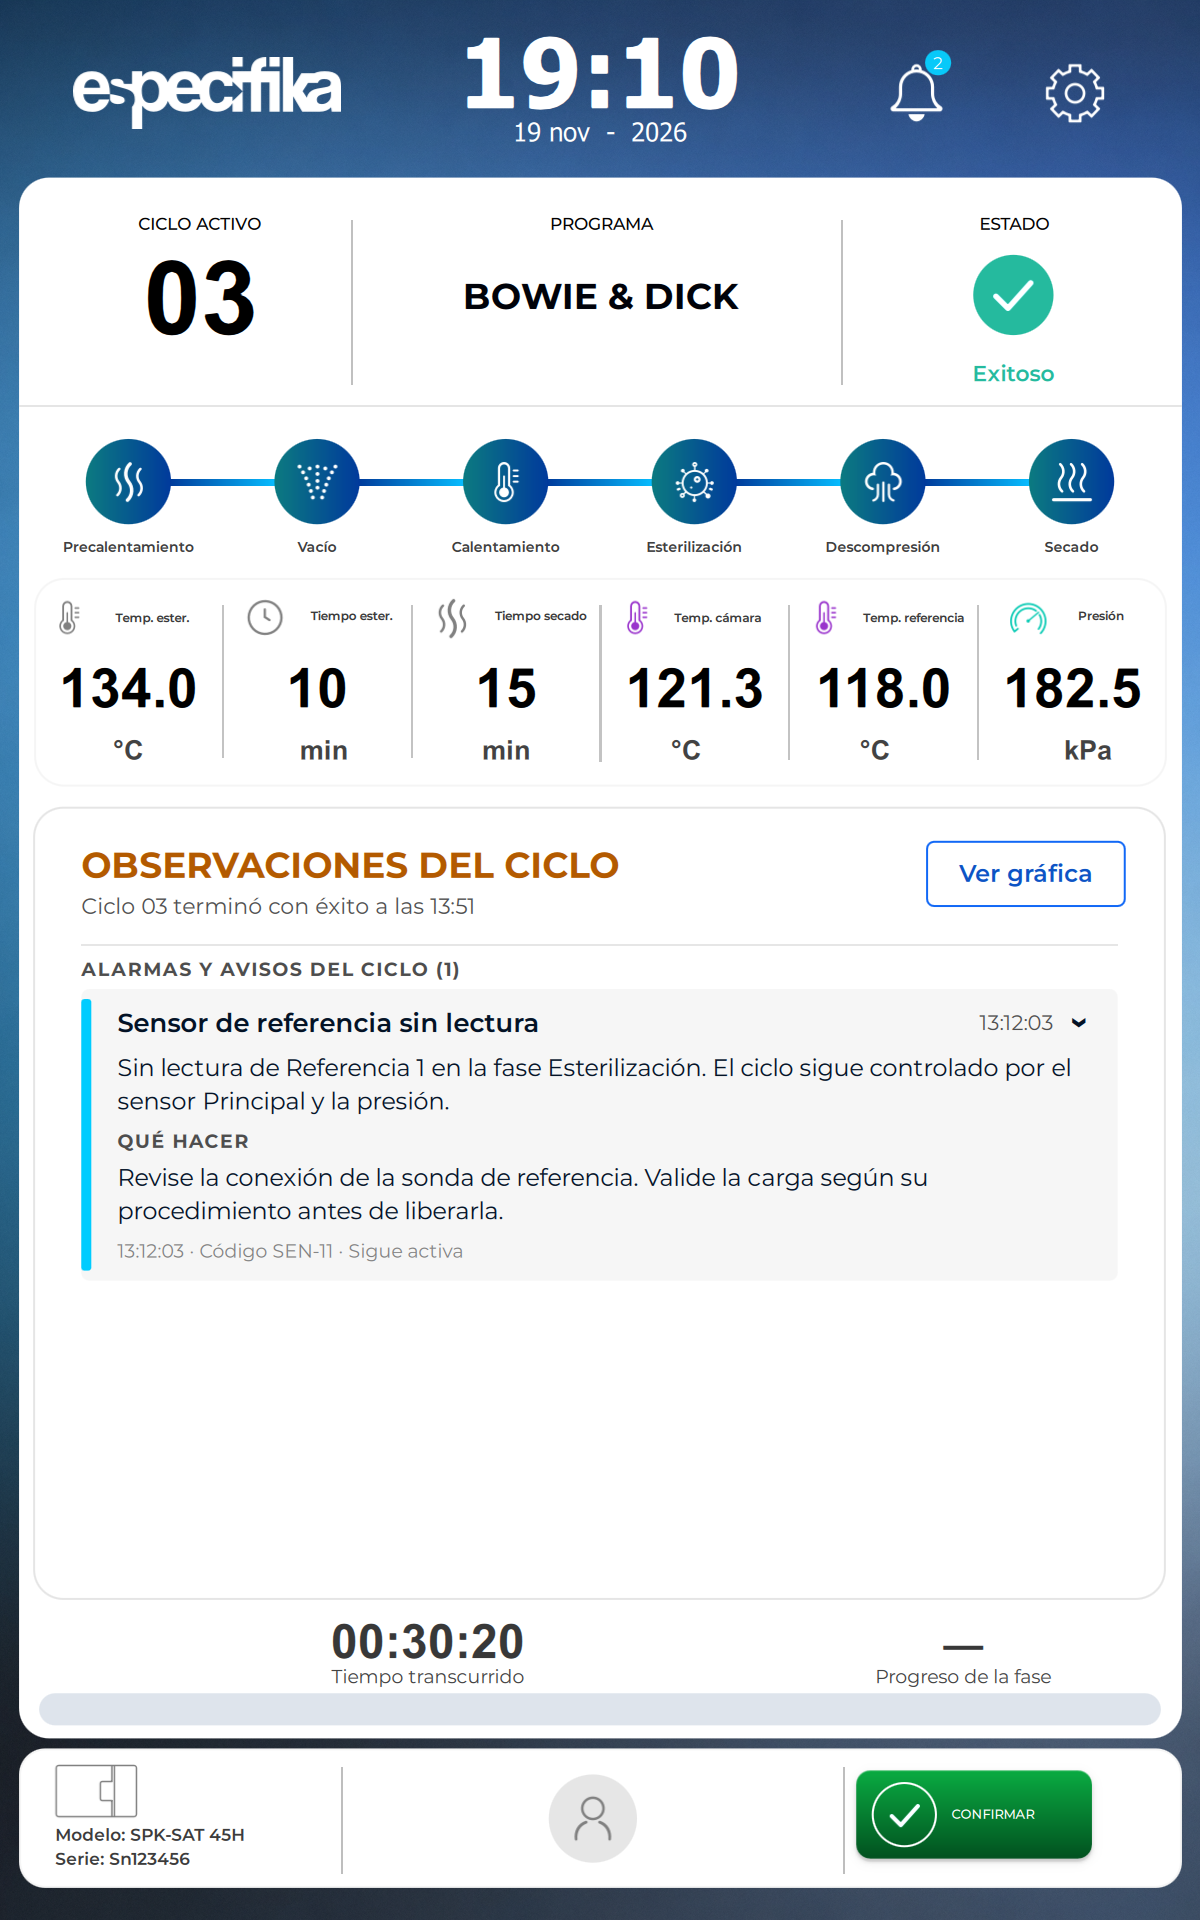 especifika
19:10
19 nov - 2026
2
CICLO ACTIVO
03
PROGRAMA
BOWIE & DICK
ESTADO
Exitoso
Precalentamiento
Vacío
Calentamiento
Esterilización
Descompresión
Secado
Temp. ester.
134.0
°C
Tiempo ester.
10
min
Tiempo secado
15
min
Temp. cámara
121.3
°C
Temp. referencia
118.0
°C
Presión
182.5
kPa
OBSERVACIONES DEL CICLO
Ciclo 03 terminó con éxito a las 13:51
Ver gráfica
ALARMAS Y AVISOS DEL CICLO (1)
Sensor de referencia sin lectura
13:12:03
Sin lectura de Referencia 1 en la fase Esterilización. El ciclo sigue controlado por el
sensor Principal y la presión.
QUÉ HACER
Revise la conexión de la sonda de referencia. Valide la carga según su
procedimiento antes de liberarla.
13:12:03 · Código SEN-11 · Sigue activa
00:30:20
Tiempo transcurrido
—
Progreso de la fase
Modelo: SPK-SAT 45H
Serie: Sn123456
CONFIRMAR